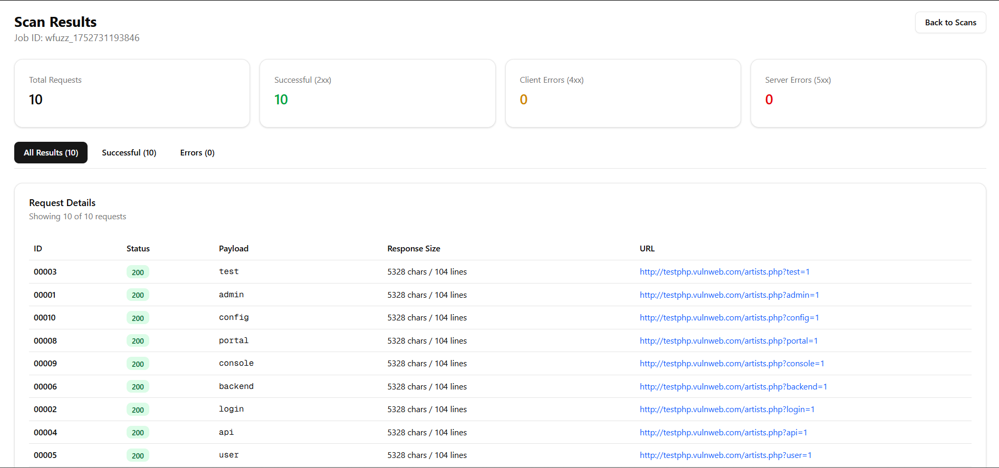 Scan Results
Back to Scans
Job ID: wfuzz_1752731193846
Total Requests
10
Successful (2xx)
10
Client Errors (4xx)
0
Server Errors (5xx)
0
All Results (10) Successful (10) Errors (0)
Request Details
Showing 10 of 10 requests
ID Status Payload Response Size URL
00003 200 test 5328 chars / 104 lines http://testphp.vulnweb.com/artists.php?test=1
00001 200 admin 5328 chars / 104 lines http://testphp.vulnweb.com/artists.php?admin=1
00010 200 config 5328 chars / 104 lines http://testphp.vulnweb.com/artists.php?config=1
00008 200 portal 5328 chars / 104 lines http://testphp.vulnweb.com/artists.php?portal=1
00009 200 console 5328 chars / 104 lines http://testphp.vulnweb.com/artists.php?console=1
00006 200 backend 5328 chars / 104 lines http://testphp.vulnweb.com/artists.php?backend=1
00002 200 login 5328 chars / 104 lines http://testphp.vulnweb.com/artists.php?login=1
00004 200 api 5328 chars / 104 lines http://testphp.vulnweb.com/artists.php?api=1
00005 200 user 5328 chars / 104 lines http://testphp.vulnweb.com/artists.php?user=1